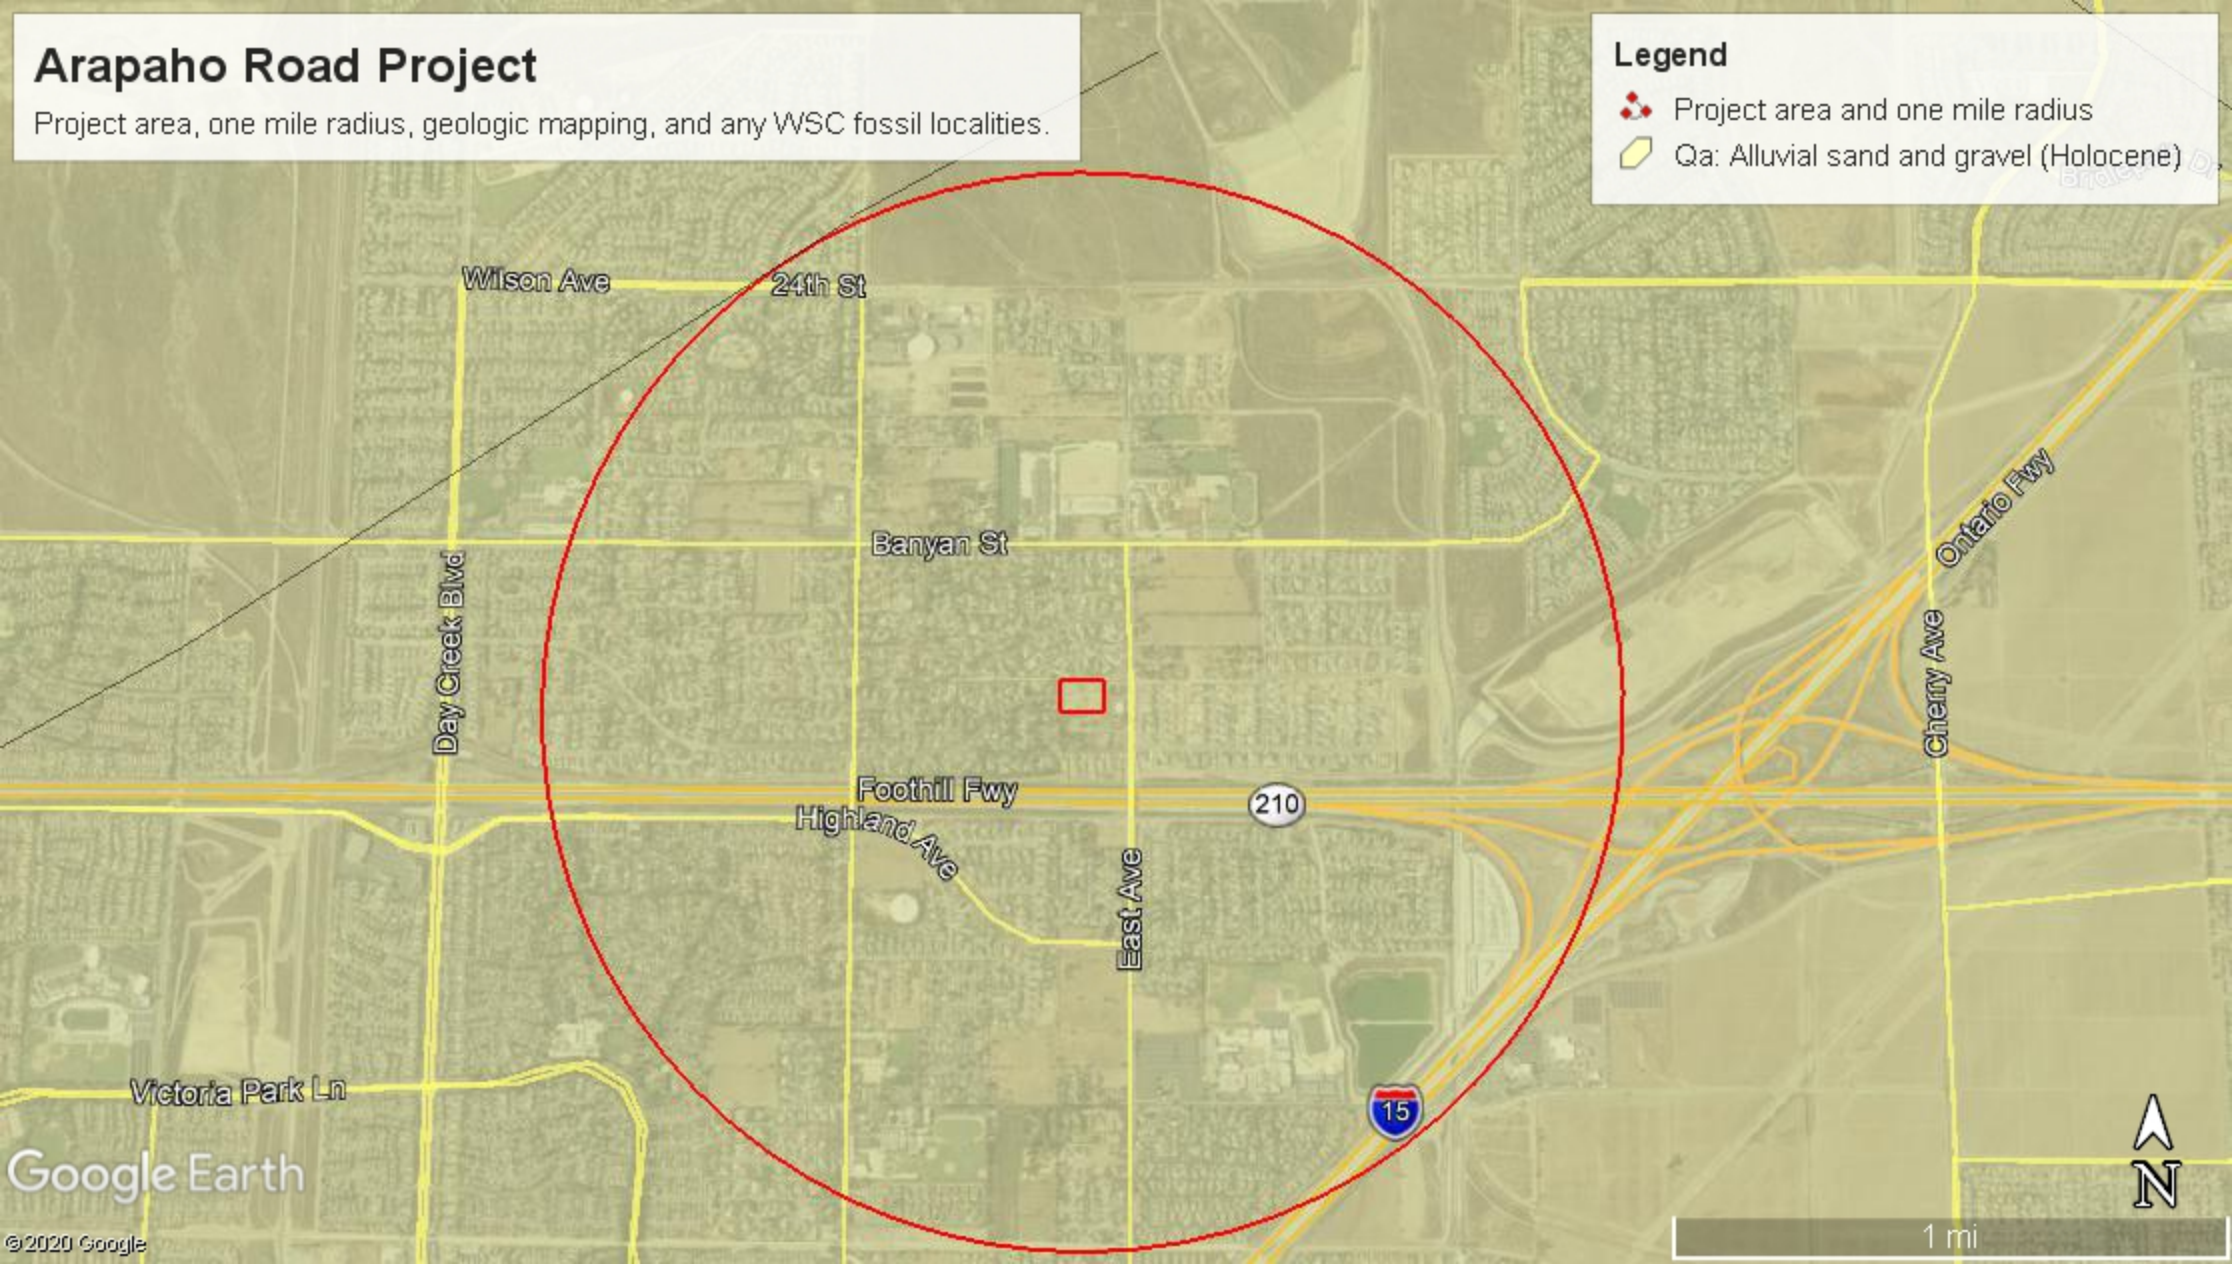 Arapaho Road Project
Project area, one mile radius, geologic mapping, and any WSC fossil localities.
Legend
Project area and one mile radius
Qa: Alluvial sand and gravel (Holocene)
Wilson Ave
24th St
Ontario Fwy
Banyan St
Day Creek Blvd
Cherry Ave
Foothill Fwy
210
Highland Ave
East Ave
Victoria Park Ln
15
N
Google Earth
© 2020 Google
1 mi